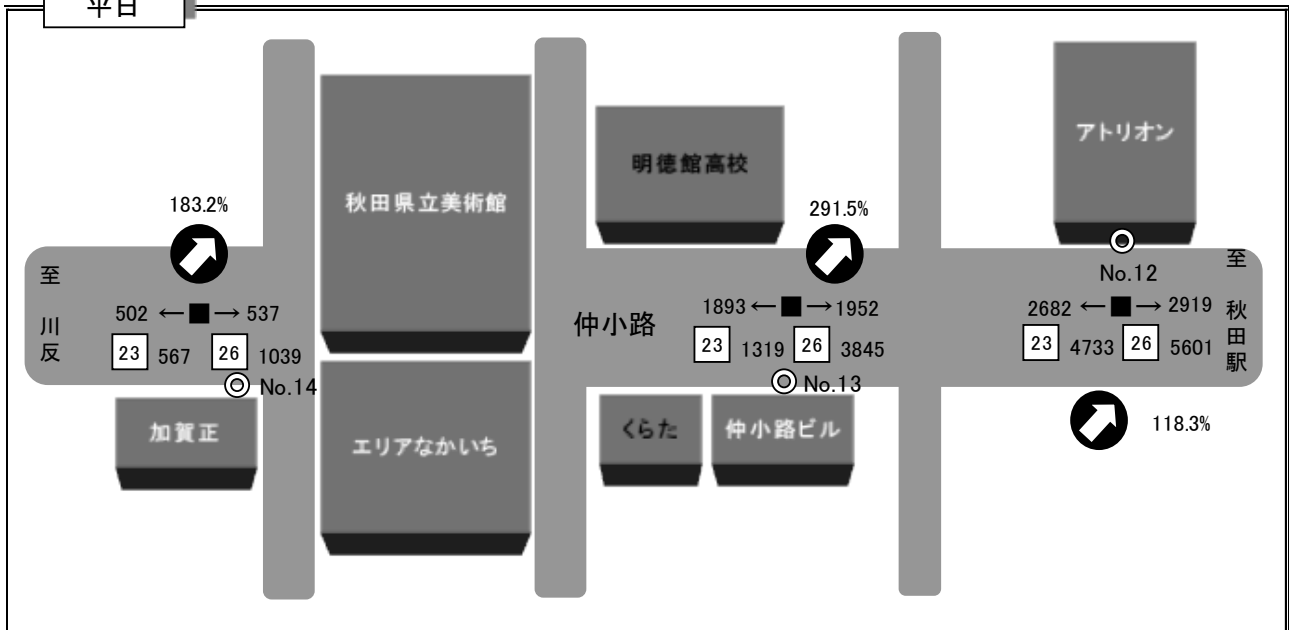 平日
秋田県立美術館
明徳館高校
アトリオン
183.2%
291.5%
至 川反
502 ←■→ 537
23 567 26 1039
No.14
加賀正
エリアなかいち
仲小路
1893 ←■→ 1952
23 1319 26 3845
No.13
くらた
仲小路ビル
No.12
至 秋田駅
2682 ←■→ 2919
23 4733 26 5601
118.3%